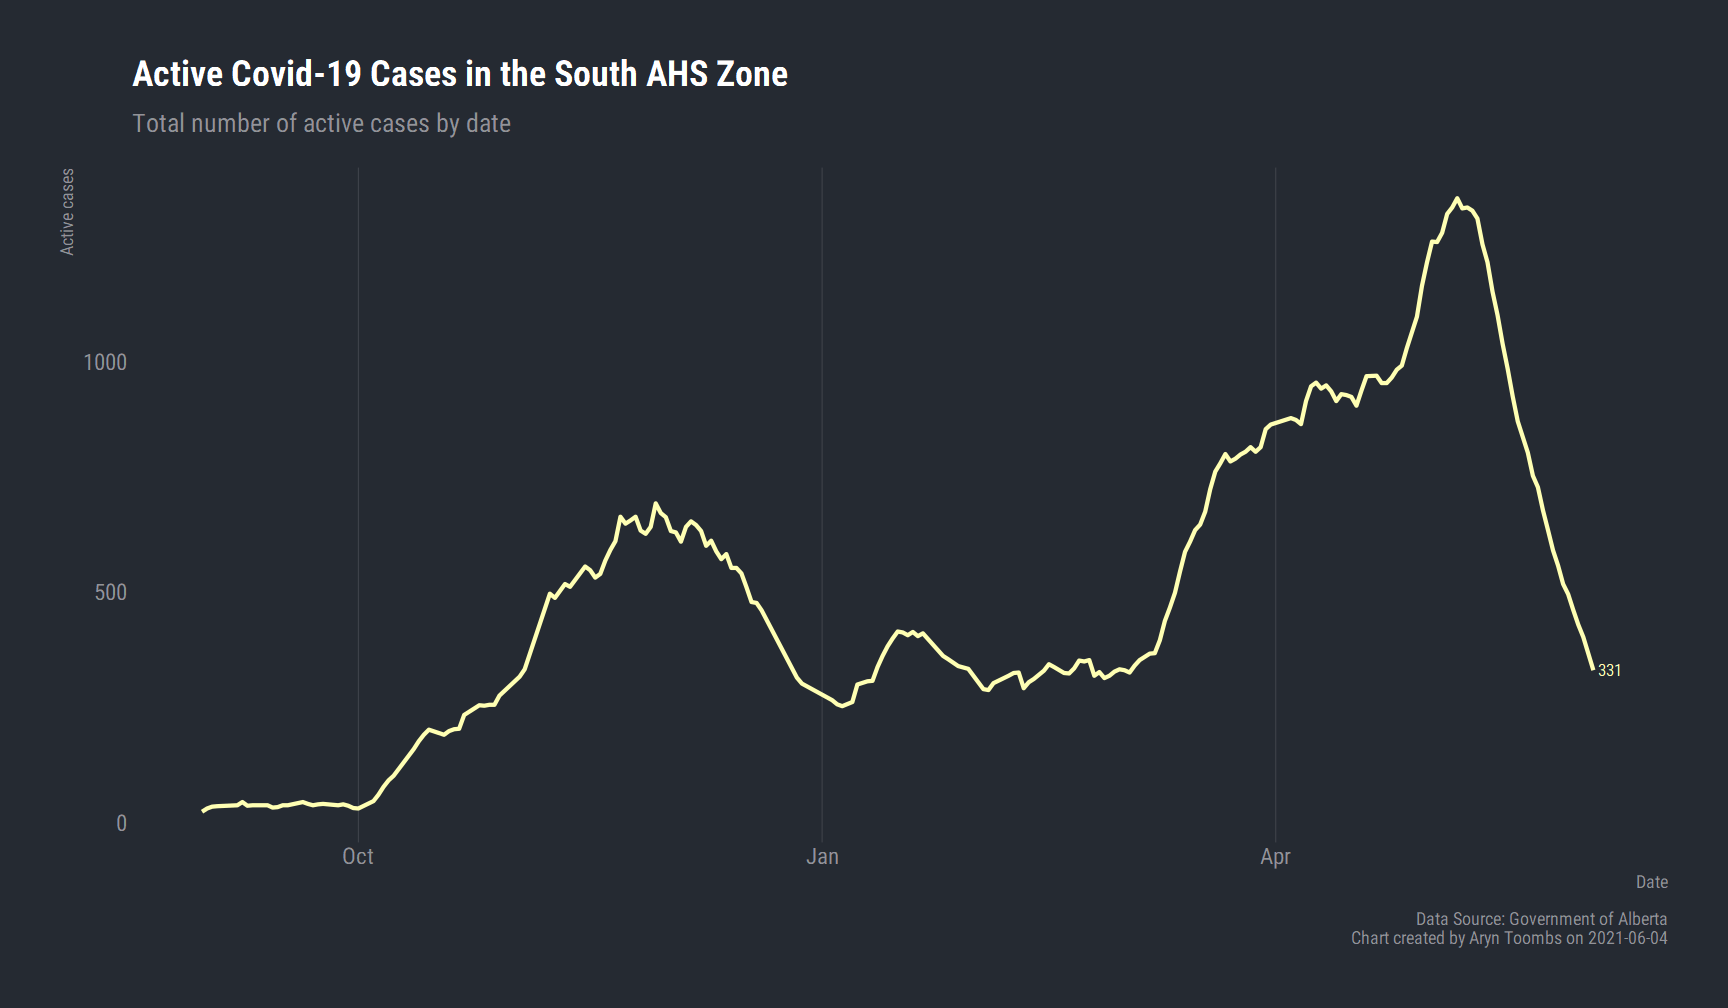 Active Covid-19 Cases in the South AHS Zone
Total number of active cases by date
Active cases
1000
500
0
331
Oct
Jan
Apr
Date
Data Source: Government of Alberta
Chart created by Aryn Toombs on 2021-06-04